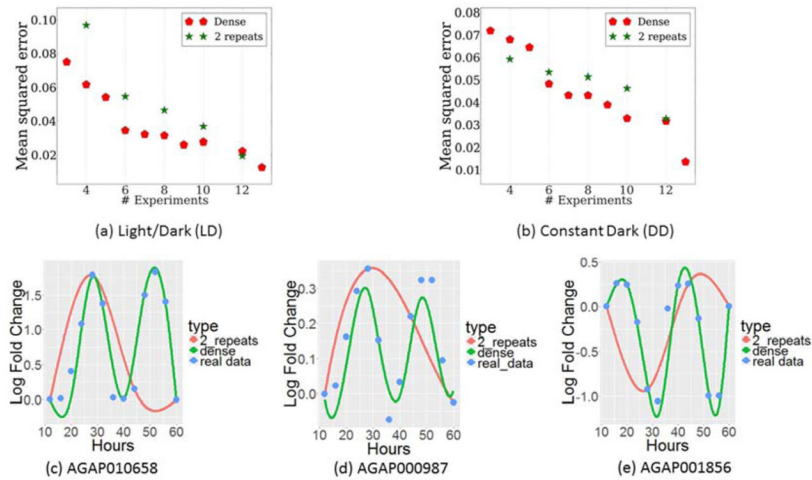 Mean squared error
0.10
0.08
0.06
0.04
0.02
Dense
2 repeats
4 6 8 10 12
# Experiments
(a) Light/Dark (LD)
Mean squared error
0.08
0.07
0.06
0.05
0.04
0.03
0.02
0.01
Dense
2 repeats
4 6 8 10 12
# Experiments
(b) Constant Dark (DD)
Log Fold Change
1.5
1.0
0.5
0.0
10 20 30 40 50 60
Hours
type
2_repeats
dense
real data
(c) AGAP010658
Log Fold Change
0.3
0.2
0.1
0.0
10 20 30 40 50 60
Hours
type
2_repeats
dense
real_data
(d) AGAP000987
Log Fold Change
0.5
0.0
-0.5
-1.0
10 20 30 40 50 60
Hours
type
2_repeats
dense
real data
(e) AGAP001856